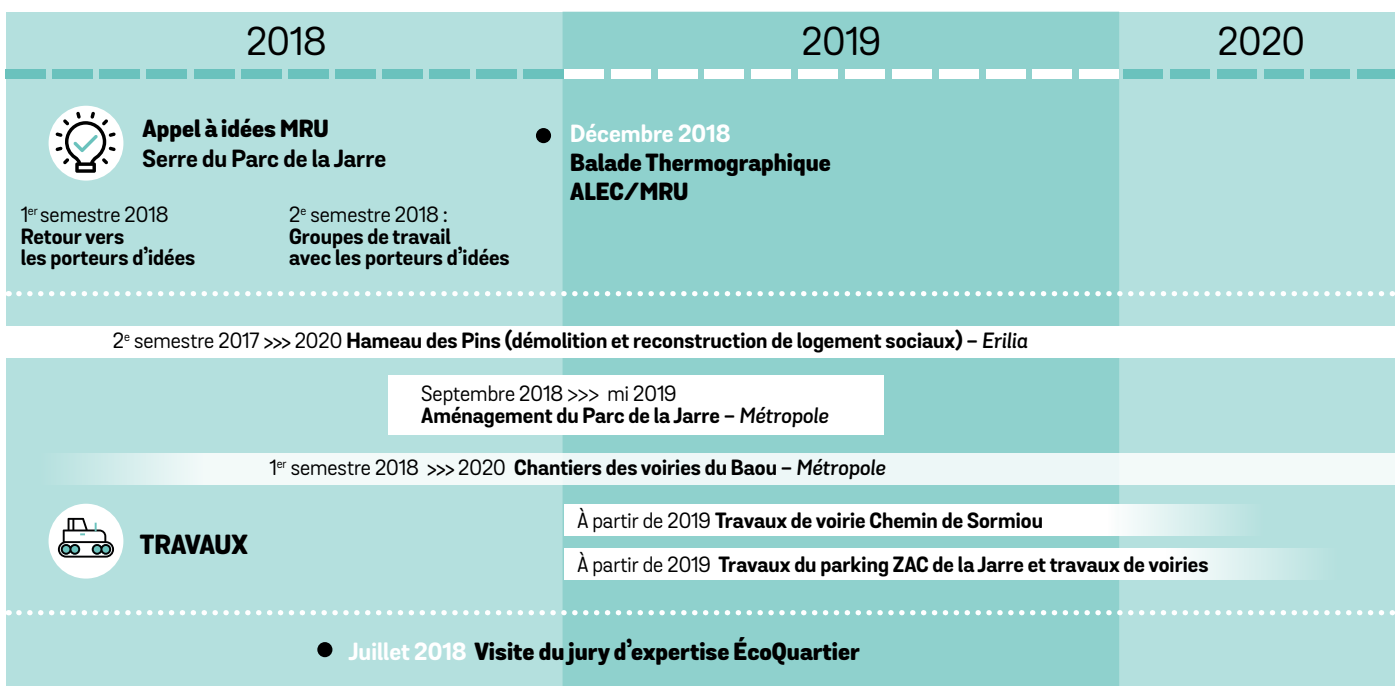 2018
2019
2020
Appel à idées MRU
Serre du Parc de la Jarre
1er semestre 2018
Retour vers
les porteurs d’idées
2e semestre 2018 :
Groupes de travail
avec les porteurs d’idées
Décembre 2018
Balade Thermographique
ALEC/MRU
2e semestre 2017 >>> 2020 Hameau des Pins (démolition et reconstruction de logement sociaux) – Erilia
Septembre 2018 >>> mi 2019
Aménagement du Parc de la Jarre – Métropole
1er semestre 2018 >>> 2020 Chantiers des voiries du Baou – Métropole
TRAVAUX
À partir de 2019 Travaux de voirie Chemin de Sormiou
À partir de 2019 Travaux du parking ZAC de la Jarre et travaux de voiries
Juillet 2018 Visite du jury d’expertise ÉcoQuartier